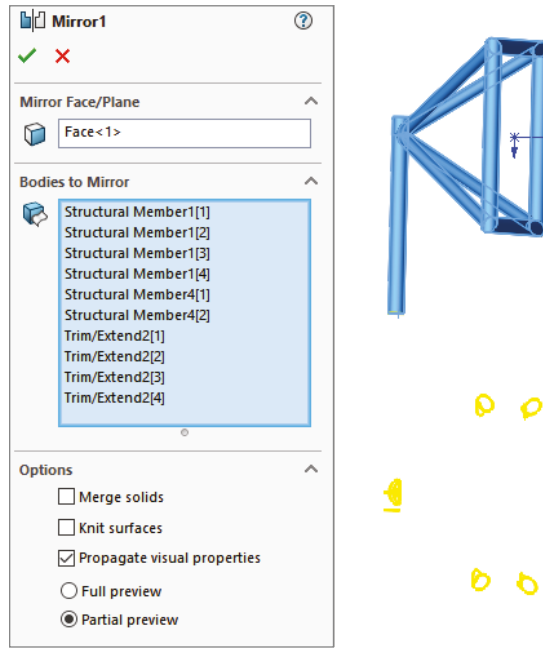 Mirror1
Mirror Face/Plane
Face<1>
Bodies to Mirror
Structural Member1[1]
Structural Member1[2]
Structural Member1[3]
Structural Member1[4]
Structural Member4[1]
Structural Member4[2]
Trim/Extend2[1]
Trim/Extend2[2]
Trim/Extend2[3]
Trim/Extend2[4]
Options
Merge solids
Knit surfaces
Propagate visual properties
Full preview
Partial preview